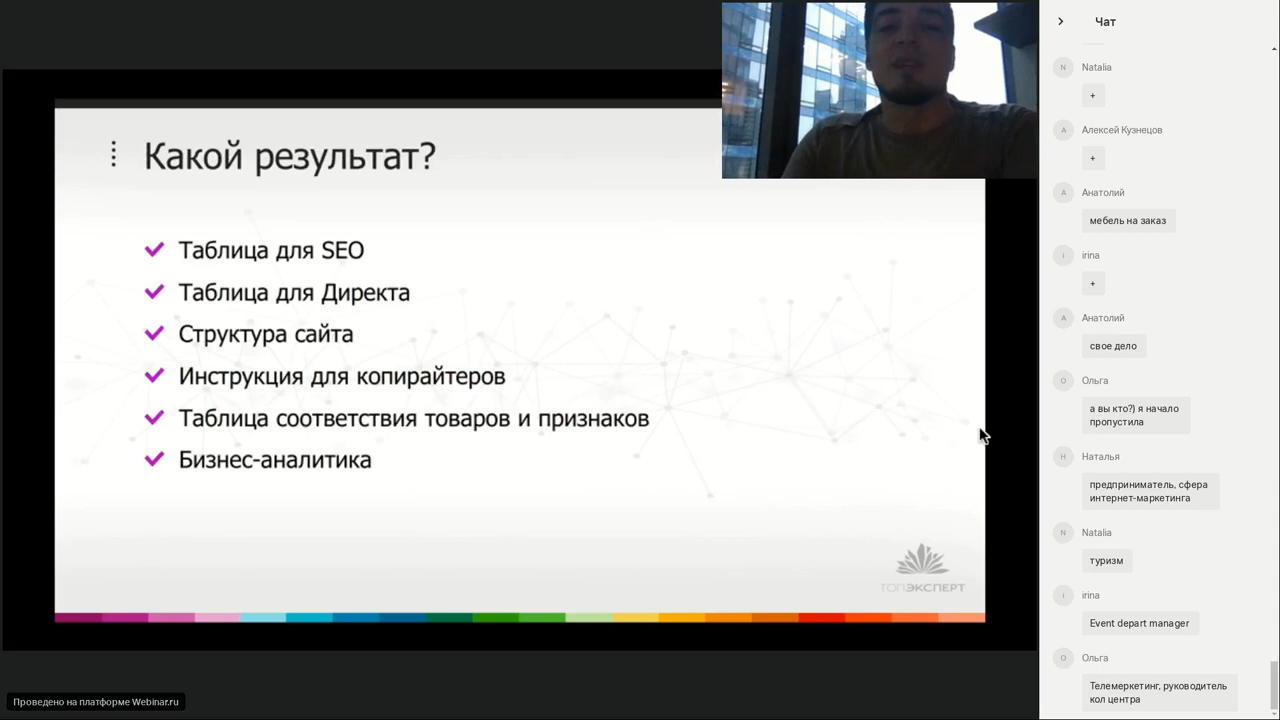 Какой результат?
Таблица для SEO
Таблица для Директа
Структура сайта
Инструкция для копирайтеров
Таблица соответствия товаров и признаков
Бизнес-аналитика
ТОПЭКСПЕРТ
Проведено на платформе Webinar.ru
Чат
N
Natalia
+
А
Алексей Кузнецов
+
А
Анатолий
мебель на заказ
i
irina
+
Анатолий
свое дело
О
Ольга
а вы кто?) я начало
пропустила
Н
Наталья
предприниматель, сфера
интернет-маркетинга
N
Natalia
туризм
i
irina
Event depart manager
О
Ольга
Телемеркетинг, руководитель
кол центра